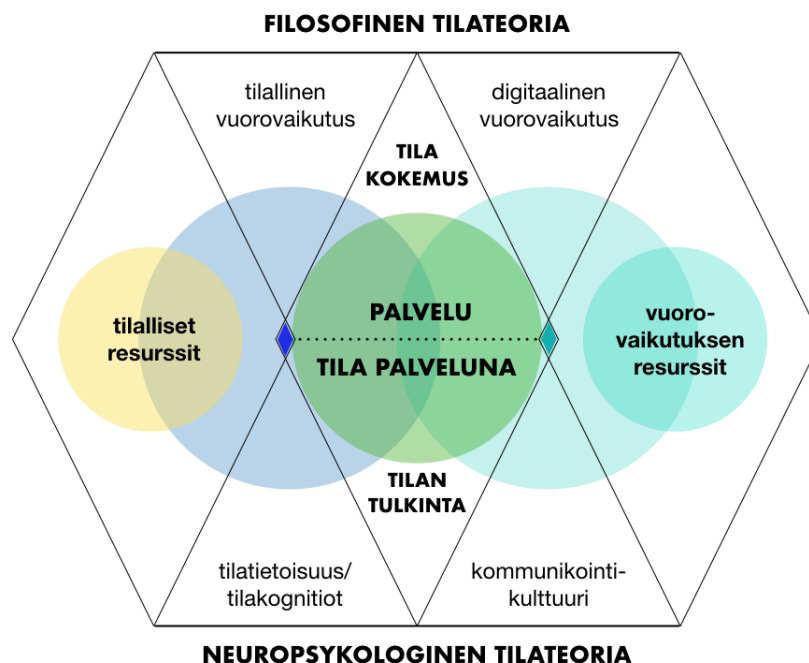 FILOSOFINEN TILATEORIA
tilallinen
vuorovaikutus
digitaalinen
vuorovaikutus
TILA
KOKEMUS
tilalliset
resurssit
PALVELU
TILA PALVELUNA
vuoro-
vaikutuksen
resurssit
TILAN
TULKINTA
tilatietoisuus/
tilakognitiot
kommunikointi-
kulttuuri
NEUROPSYKOLOGINEN TILATEORIA